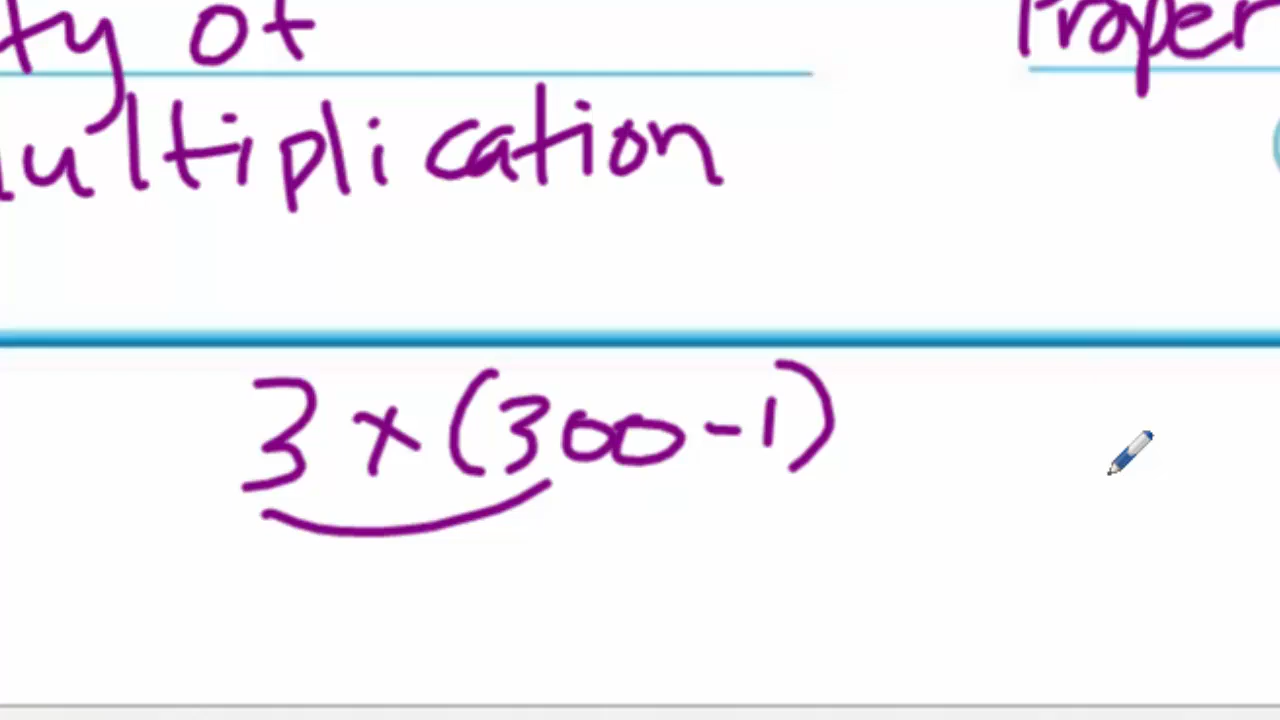 ty of
ultiplication
Proper
3 x (300-1)